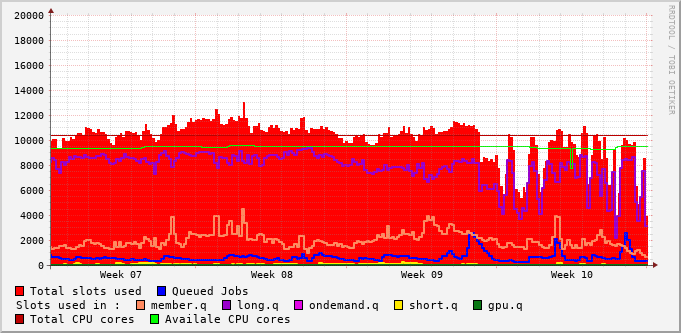 20000
18000
16000
14000
12000
10000
8000
6000
4000
2000
0
Week 07 Week 08 Week 09 Week 10
RRDTOOL / TOBI OETIKER
Total slots used Queued Jobs
Slots used in : member.q long.q ondemand.q short.q gpu.q
Total CPU cores Availale CPU cores